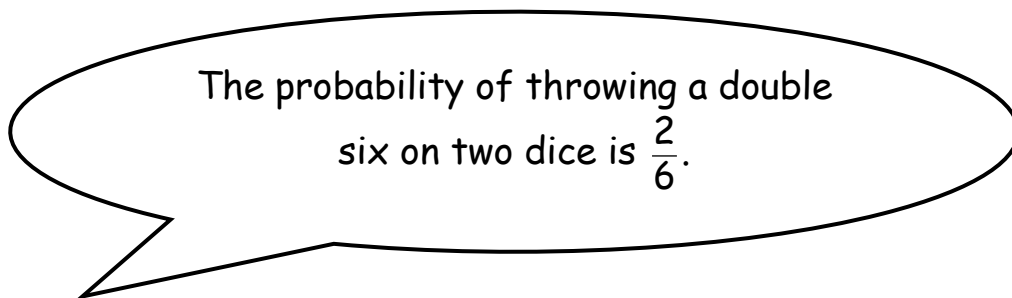 The probability of throwing a double
six on two dice is 2/6.